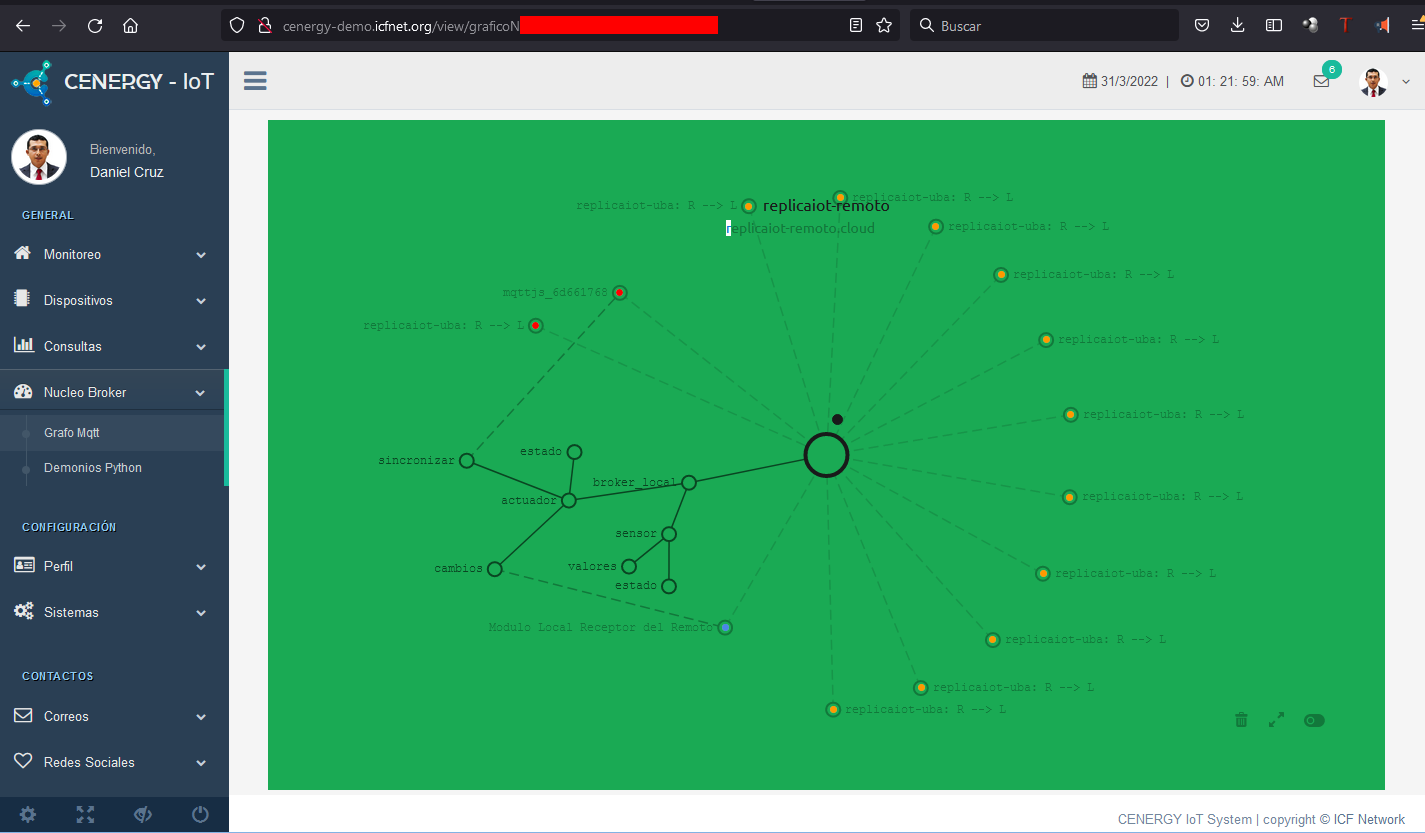 cenergy-demo.icfnet.org/view/graficoN
Buscar
CENERGY - IoT
31/3/2022 | 01: 21: 59: AM
6
Bienvenido,
Daniel Cruz
GENERAL
Monitoreo
Dispositivos
Consultas
Nucleo Broker
Grafo Mqtt
Demonios Python
CONFIGURACIÓN
Perfil
Sistemas
CONTACTOS
Correos
Redes Sociales
replicaiot-uba: R --> L
replicaiot-uba: R --> L
replicaiot-remoto
replicaiot-remoto.cloud
replicaiot-uba: R --> L
replicaiot-uba: R --> L
mqttjs_6d661768
replicaiot-uba: R --> L
replicaiot-uba: R --> L
replicaiot-uba: R --> L
estado
sincronizar
broker_local
actuador
replicaiot-uba: R --> L
sensor
valores
cambios
replicaiot-uba: R --> L
estado
Modulo Local Receptor del Remoto
replicaiot-uba: R --> L
replicaiot-uba: R --> L
replicaiot-uba: R --> L
CENERGY IoT System | copyright © ICF Network